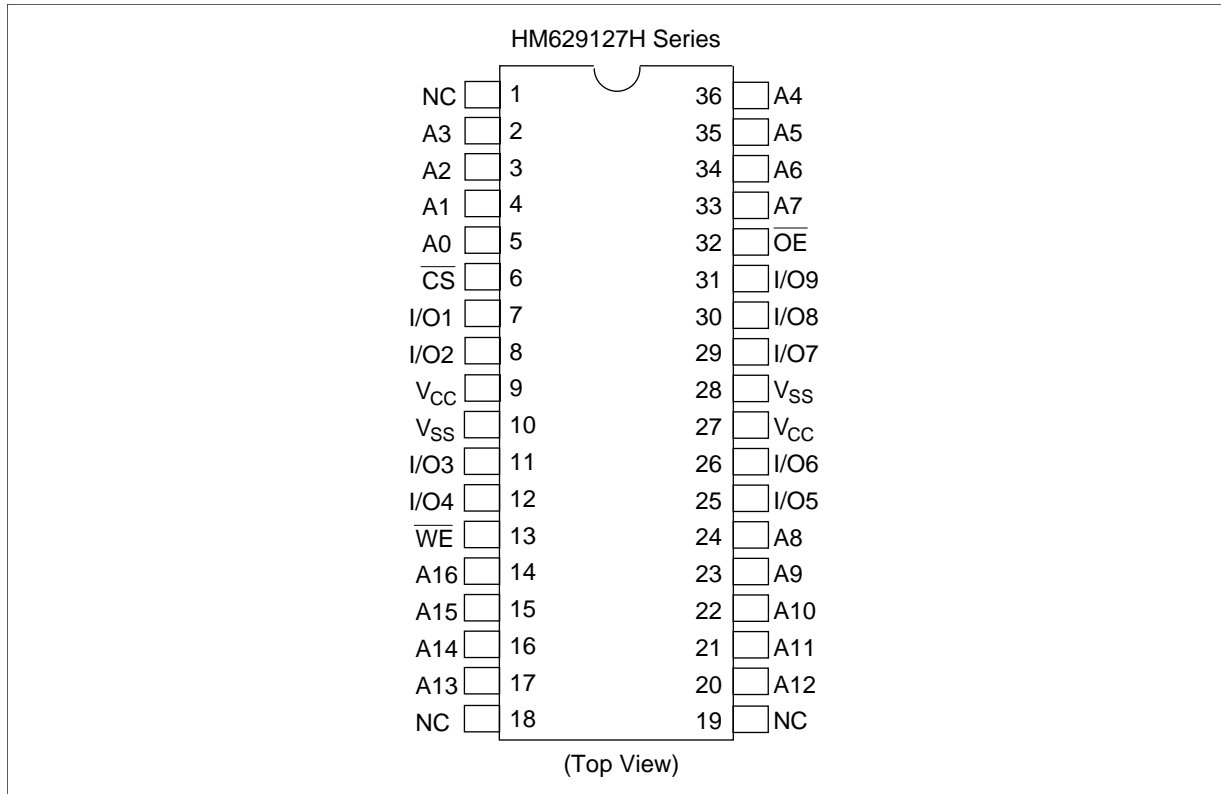 HM629127H Series
NC 1 36 A4
A3 2 35 A5
A2 3 34 A6
A1 4 33 A7
A0 5 32 OE
CS 6 31 I/O9
I/O1 7 30 I/O8
I/O2 8 29 I/O7
VCC 9 28 VSS
VSS 10 27 VCC
I/O3 11 26 I/O6
I/O4 12 25 I/O5
WE 13 24 A8
A16 14 23 A9
A15 15 22 A10
A14 16 21 A11
A13 17 20 A12
NC 18 19 NC
(Top View)